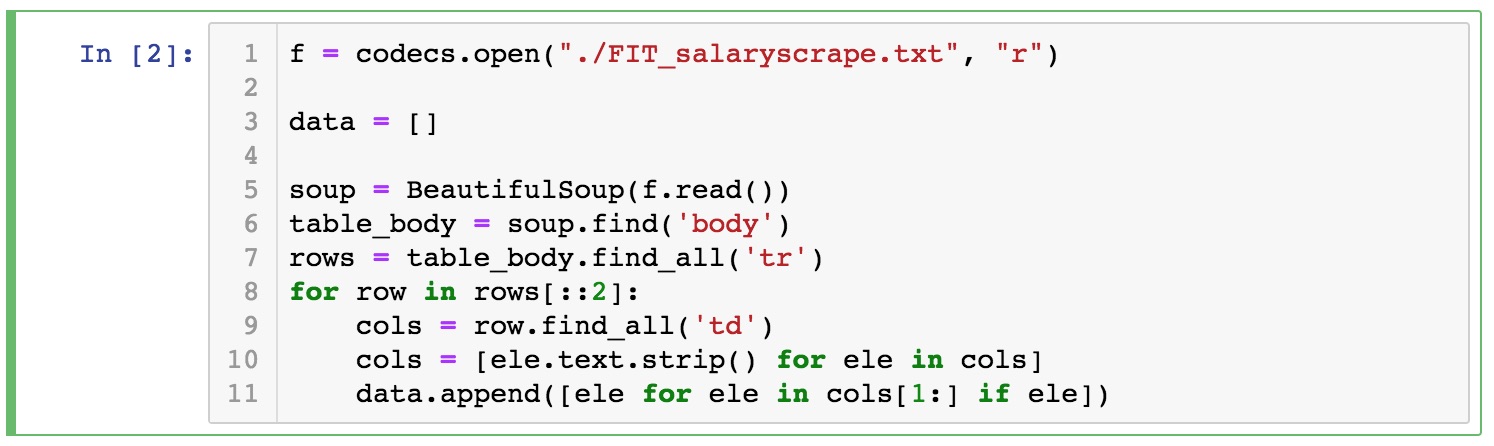 In [2]:
1 f = codecs.open("./FIT_salaryscrape.txt", "r")
2
3 data = []
4
5 soup = BeautifulSoup(f.read())
6 table_body = soup.find('body')
7 rows = table_body.find_all('tr')
8 for row in rows[::2]:
9     cols = row.find_all('td')
10     cols = [ele.text.strip() for ele in cols]
11     data.append([ele for ele in cols[1:] if ele])